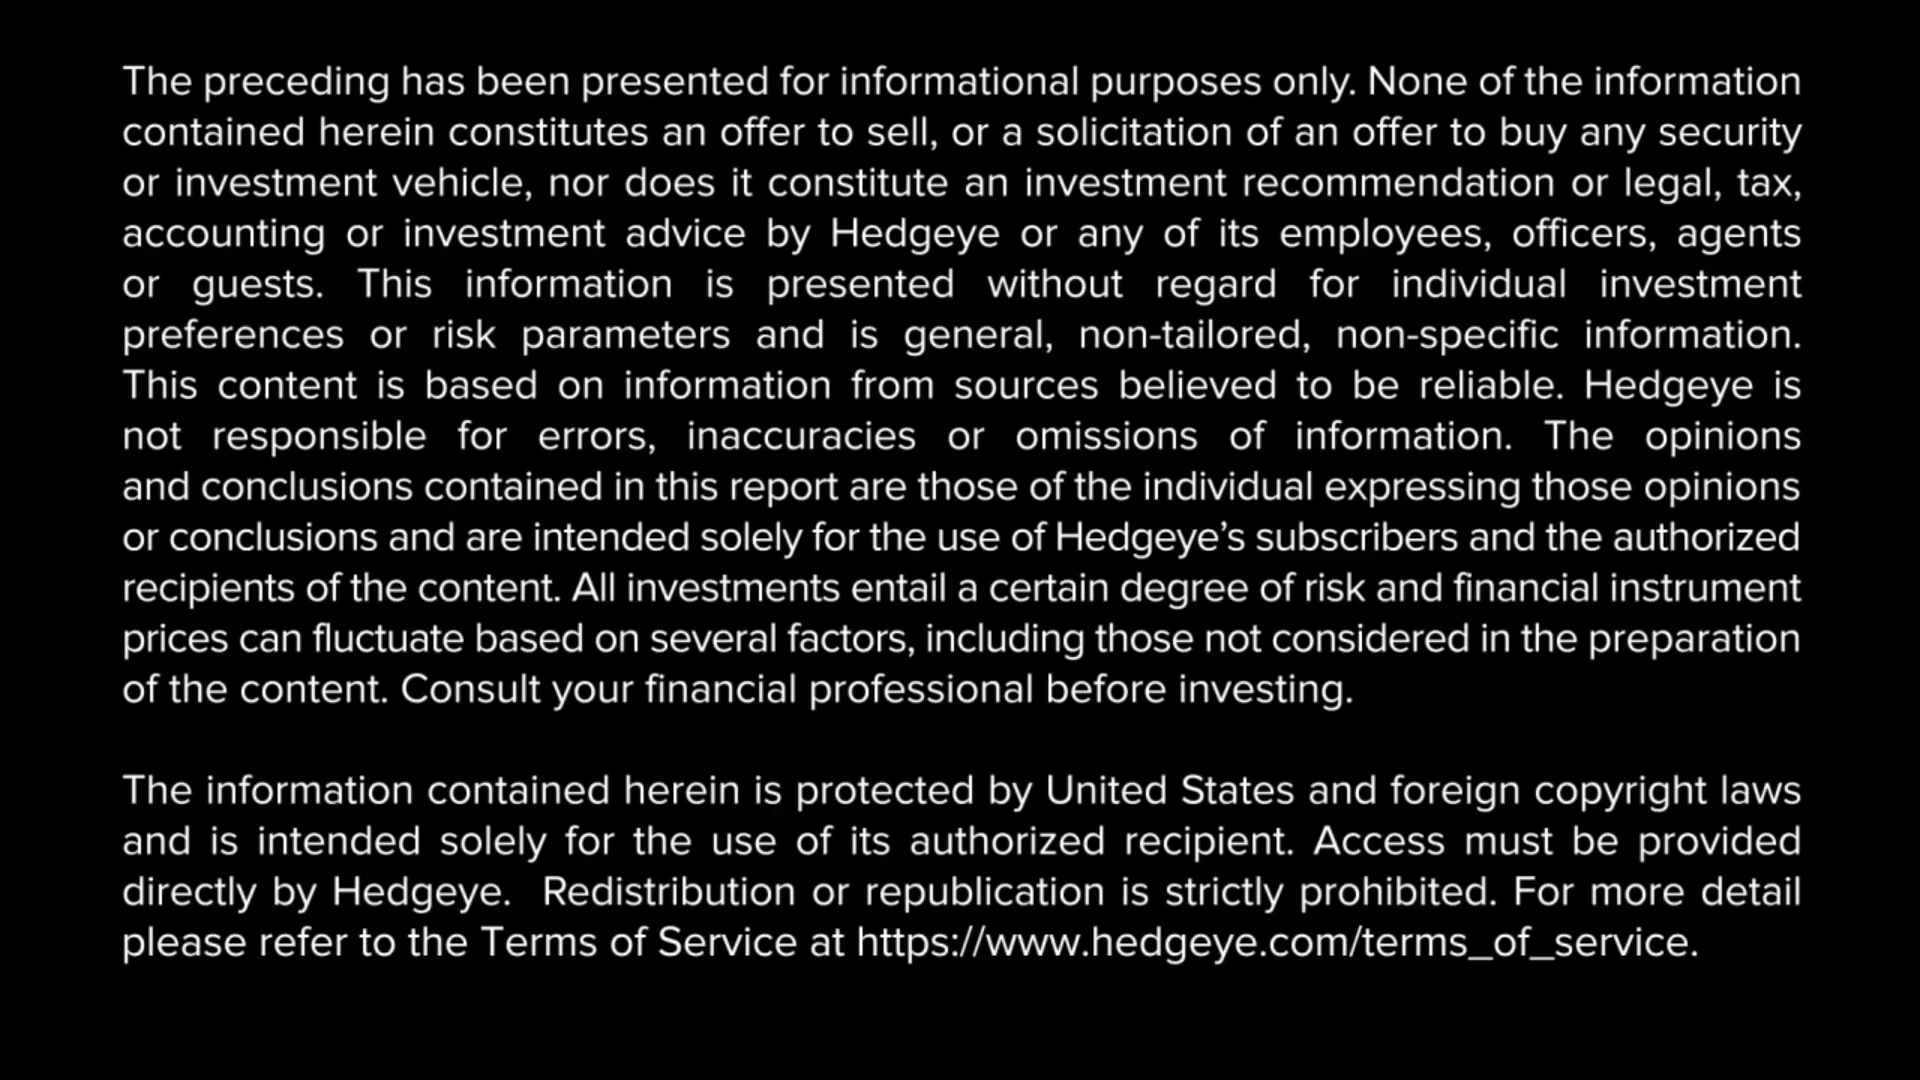 The preceding has been presented for informational purposes only. None of the information
contained herein constitutes an offer to sell, or a solicitation of an offer to buy any security
or investment vehicle, nor does it constitute an investment recommendation or legal, tax,
accounting or investment advice by Hedgeye or any of its employees, officers, agents
or guests. This information is presented without regard for individual investment
preferences or risk parameters and is general, non-tailored, non-specific information.
This content is based on information from sources believed to be reliable. Hedgeye is
not responsible for errors, inaccuracies or omissions of information. The opinions
and conclusions contained in this report are those of the individual expressing those opinions
or conclusions and are intended solely for the use of Hedgeye’s subscribers and the authorized
recipients of the content. All investments entail a certain degree of risk and financial instrument
prices can fluctuate based on several factors, including those not considered in the preparation
of the content. Consult your financial professional before investing.
The information contained herein is protected by United States and foreign copyright laws
and is intended solely for the use of its authorized recipient. Access must be provided
directly by Hedgeye.  Redistribution or republication is strictly prohibited. For more detail
please refer to the Terms of Service at https://www.hedgeye.com/terms_of_service.